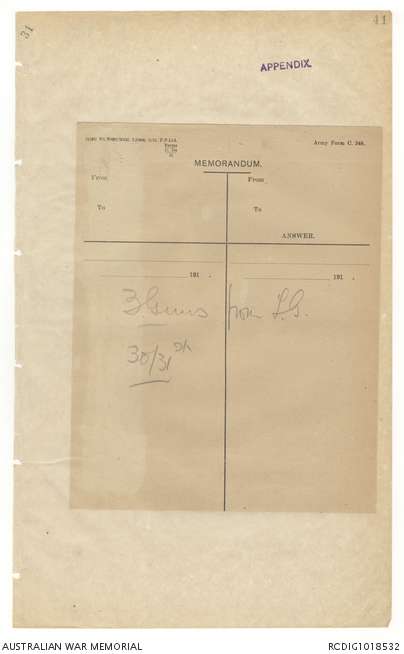 31
41
APPENDIX
Army Form C. 348.
MEMORANDUM.
From
From
To
To
ANSWER.
191 .
191 .
3 Guns from L.G.
30/31st
AUSTRALIAN WAR MEMORIAL
RCDIG1018532